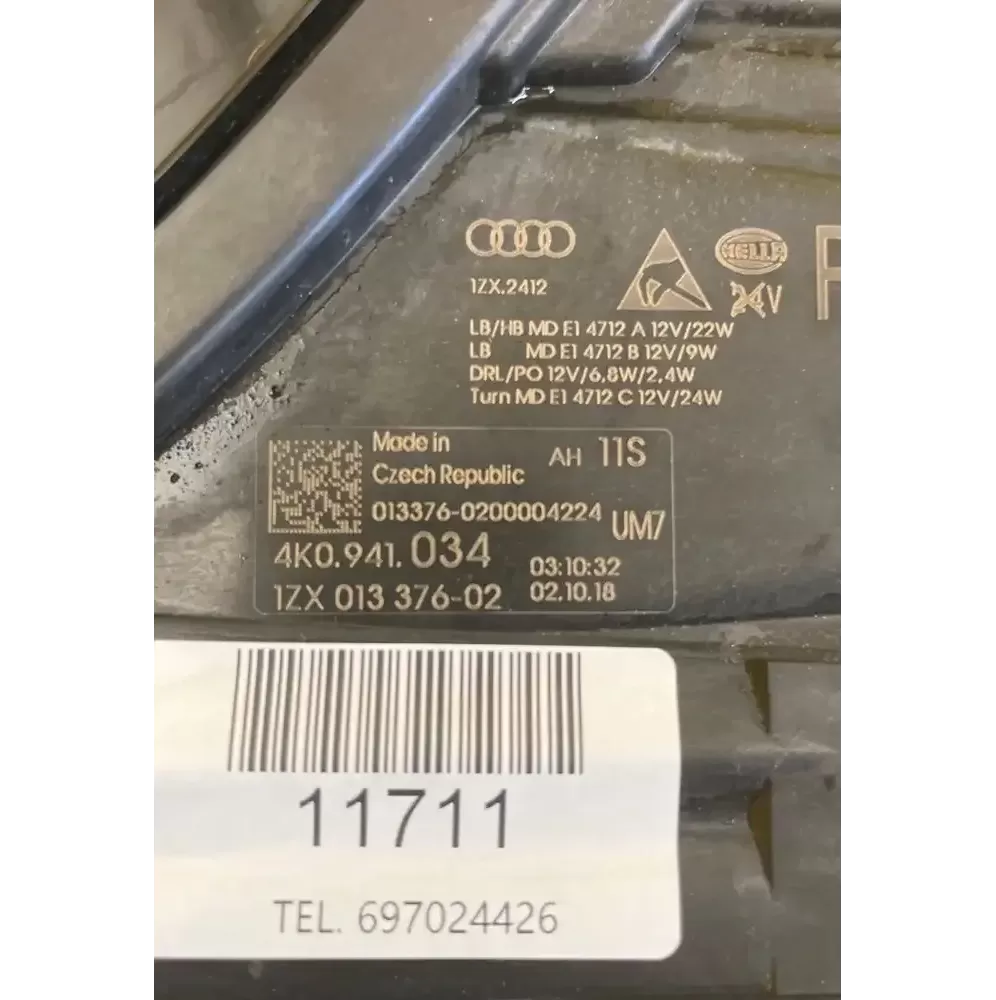 HELLA
R
1ZX.2412
24V
LB/HB MD E1 4712 A 12V/22W
LB MD E1 4712 B 12V/9W
DRL/PO 12V/6,8W/2,4W
Turn MD E1 4712 C 12V/24W
Made in
Czech Republic
AH 11S
013376-0200004224
UM7
4K0.941.034
03:10:32
1ZX 013 376-02
02.10.18
11711
TEL. 697024426